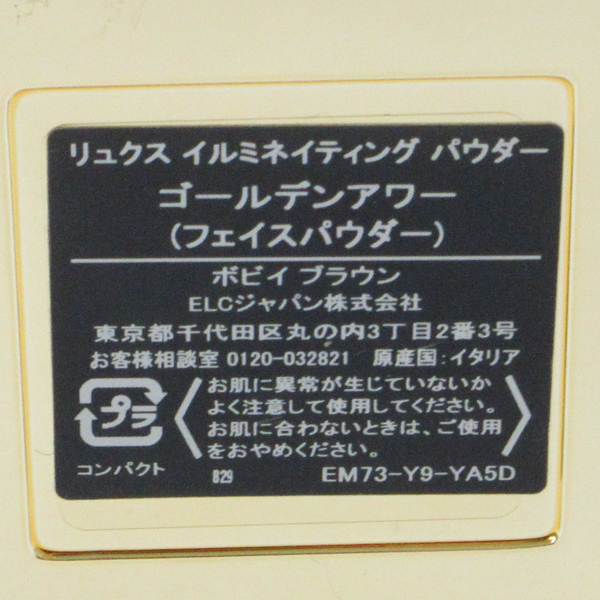 リュクス イルミネイティング パウダー
ゴールデンアワー
(フェイスパウダー)
ボビイ ブラウン
ELCジャパン株式会社
東京都千代田区丸の内3丁目2番3号
お客様相談室 0120-032821 原産国:イタリア
プラ
お肌に異常が生じていないか
よく注意して使用してください。
お肌に合わないときは、ご使用
をおやめください。
コンパクト B29 EM73-Y9-YA5D